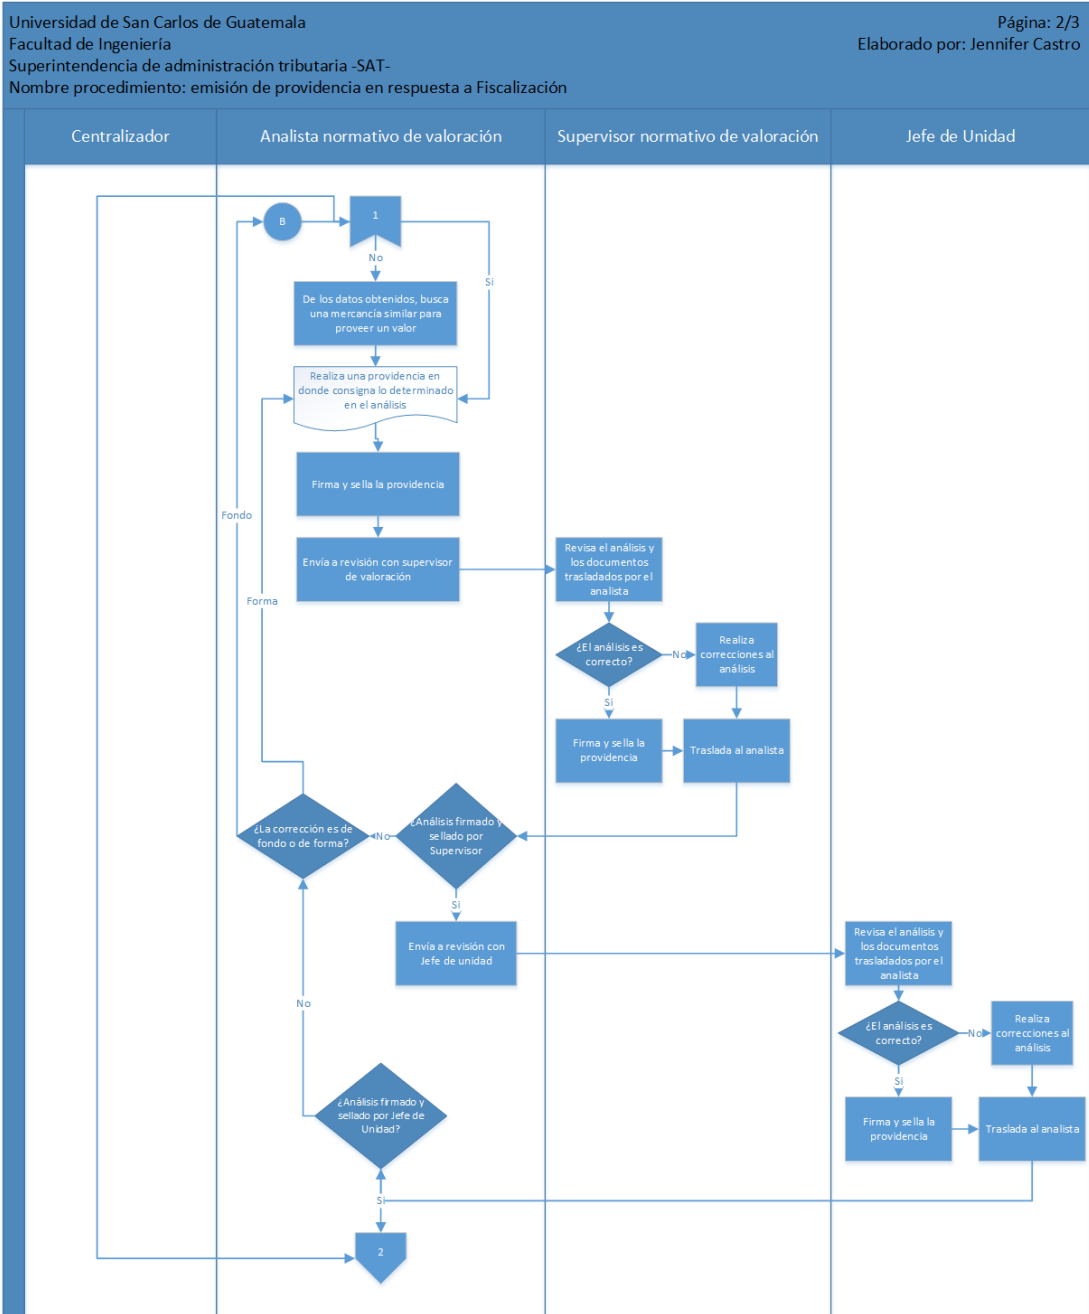 Universidad de San Carlos de Guatemala
Facultad de Ingeniería
Superintendencia de administración tributaria -SAT-
Nombre procedimiento: emisión de providencia en respuesta a Fiscalización
Página: 2/3
Elaborado por: Jennifer Castro
Centralizador
Analista normativo de valoración
Supervisor normativo de valoración
Jefe de Unidad
B
1
No
Si
De los datos obtenidos, busca
una mercancía similar para
proveer un valor
Realiza una providencia en
donde consigna lo determinado
en el análisis
Firma y sella la providencia
Fondo
Envía a revisión con supervisor
de valoración
Forma
Revisa el análisis y
los documentos
trasladados por el
analista
¿El análisis es
correcto?
No
Realiza
correcciones al
análisis
Si
Firma y sella la
providencia
Traslada al analista
¿La corrección es de
fondo o de forma?
No
¿Análisis firmado y
sellado por
Supervisor
Si
Envía a revisión con
Jefe de unidad
Revisa el análisis y
los documentos
trasladados por el
analista
No
¿El análisis es
correcto?
No
Realiza
correcciones al
análisis
Si
¿Análisis firmado y
sellado por Jefe de
Unidad?
Firma y sella la
providencia
Traslada al analista
Si
2